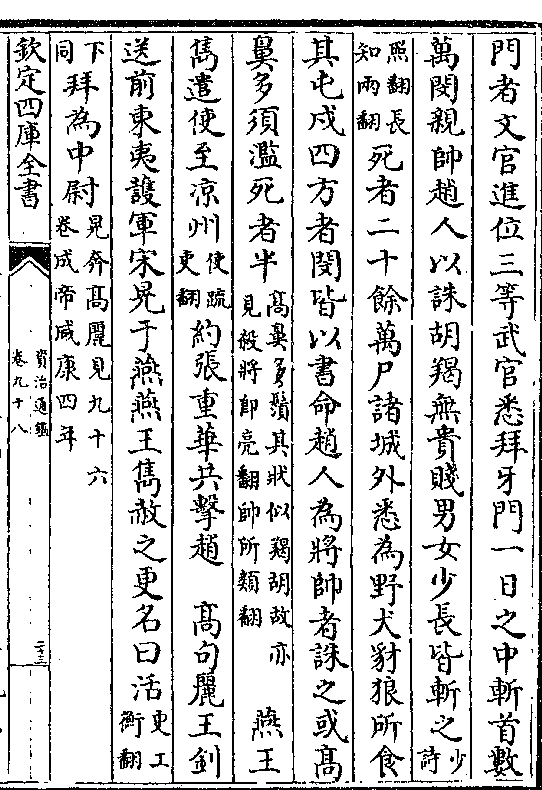 門者文官進位三等武官悉拜牙門一日之中斬首數
萬閔親帥趙人以誅胡羯無貴賤男女少長皆斬之詩少
照翻長知兩翻死者二十餘萬尸諸城外悉為野犬豺狼所食
其屯戍四方者閔皆以書命趙人為將帥者誅之或高
鼻多須濫死者半高鼻多鬚其狀似羯胡故亦見殺將即亮翻帥所類翻 燕王
雋遣使至涼州使疏吏翻約張重華共擊趙 高句麗王釗
送前東夷護軍宋晃于燕燕王雋赦之更名曰活更工衡翻
下同拜為中尉晃奔高麗見九十六卷成帝咸康四年
欽定四庫全書
資治通鑑
卷九十八
二十三